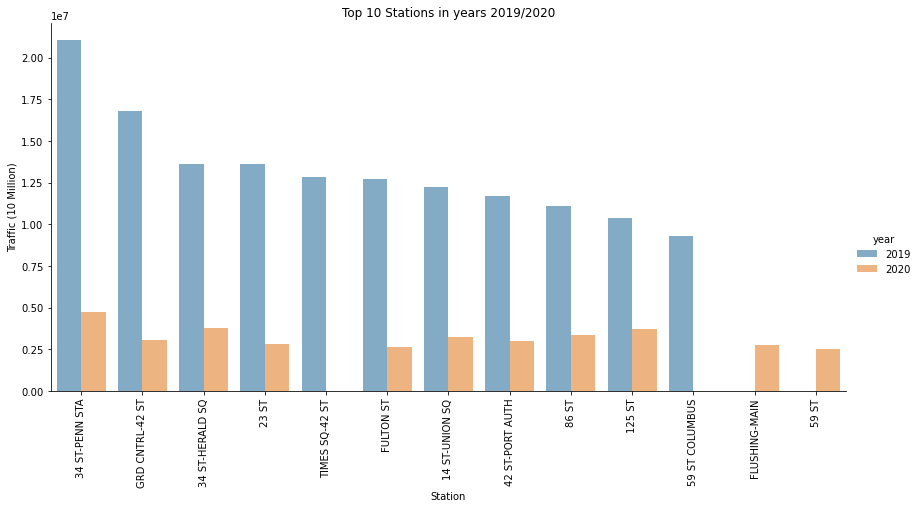 Top 10 Stations in years 2019/2020
1e7
2.00
1.75
1.50
1.25
1.00
0.75
0.50
0.25
0.00
Traffic (10 Million)
34 ST-PENN STA
GRD CNTRL-42 ST
34 ST-HERALD SQ
23 ST
TIMES SQ-42 ST
FULTON ST
14 ST-UNION SQ
42 ST-PORT AUTH
86 ST
125 ST
59 ST COLUMBUS
FLUSHING-MAIN
59 ST
Station
year
2019
2020